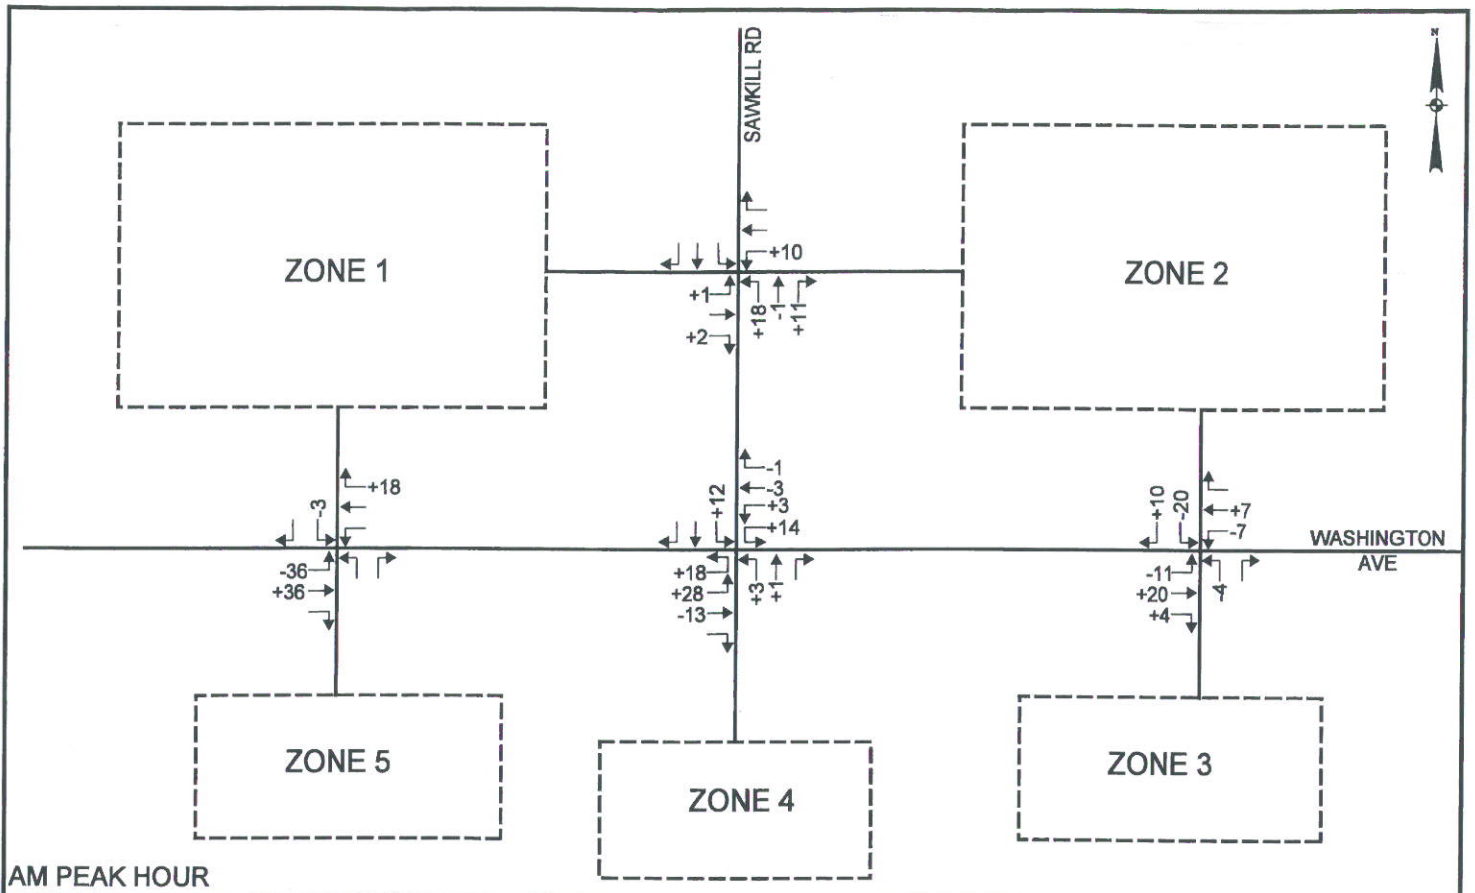 N
SAWKILL RD
ZONE 1
+10
ZONE 2
+1
+2
+18
-1
+11
+18
-3
-36
+36
+12
-1
-3
+3
+14
+18
+28
-13
+3
+1
+10
-20
+7
-7
-11
+20
+4
-4
WASHINGTON
AVE
ZONE 5
ZONE 4
ZONE 3
AM PEAK HOUR